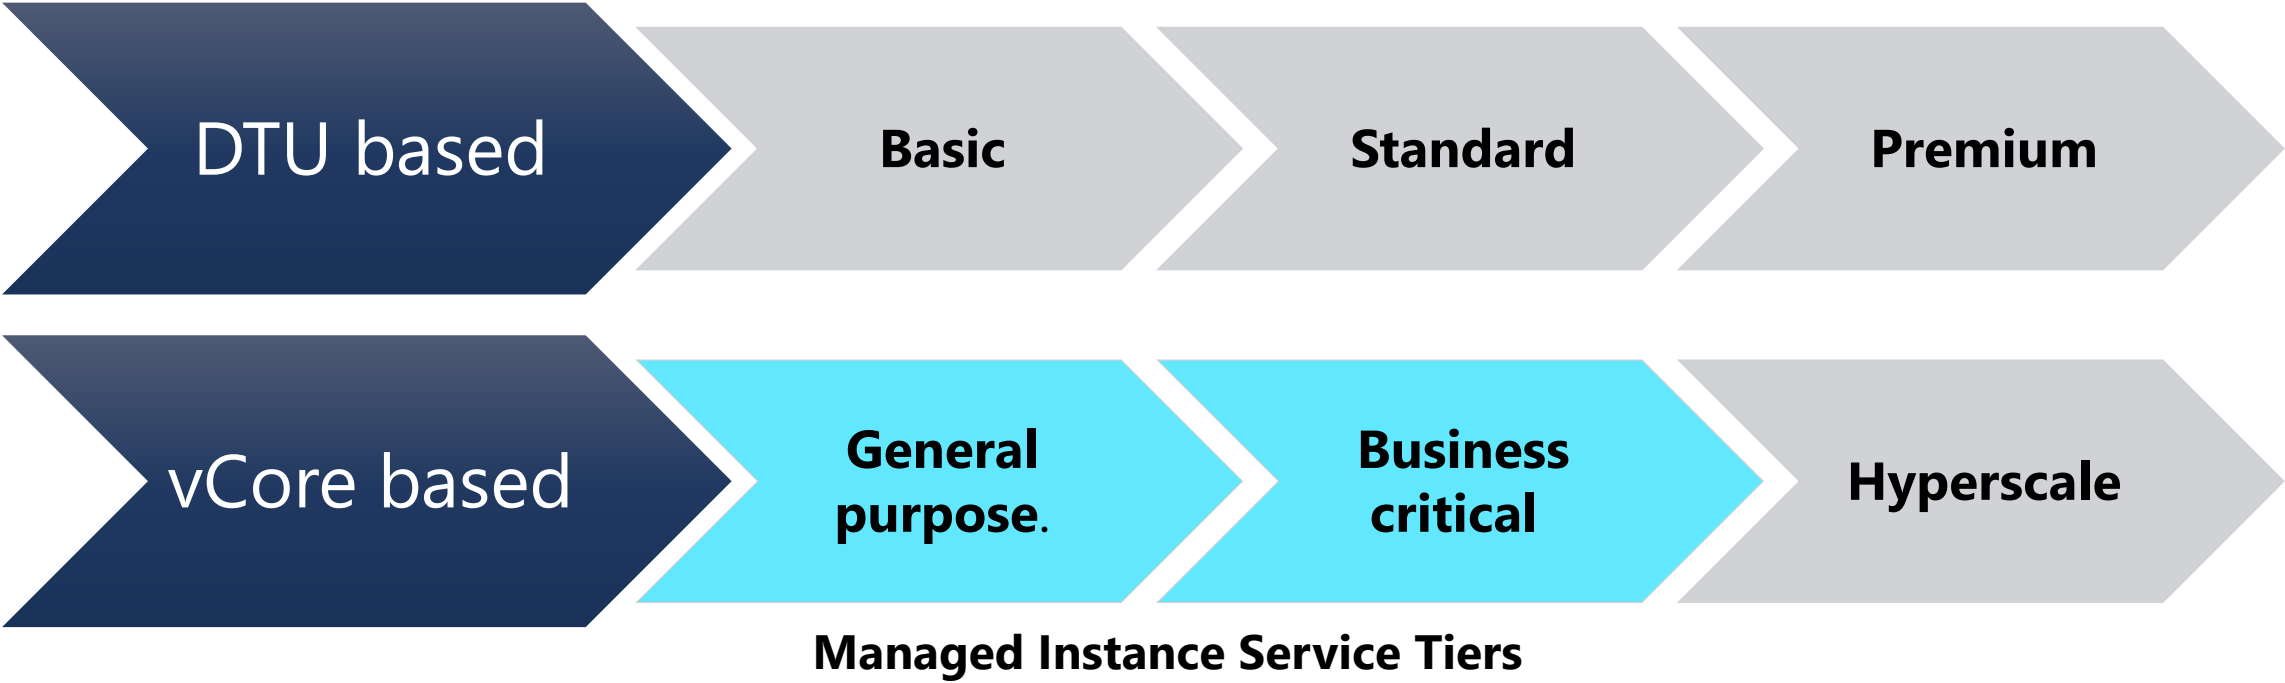 DTU based
Basic
Standard
Premium
vCore based
General
purpose.
Business
critical
Hyperscale
Managed Instance Service Tiers